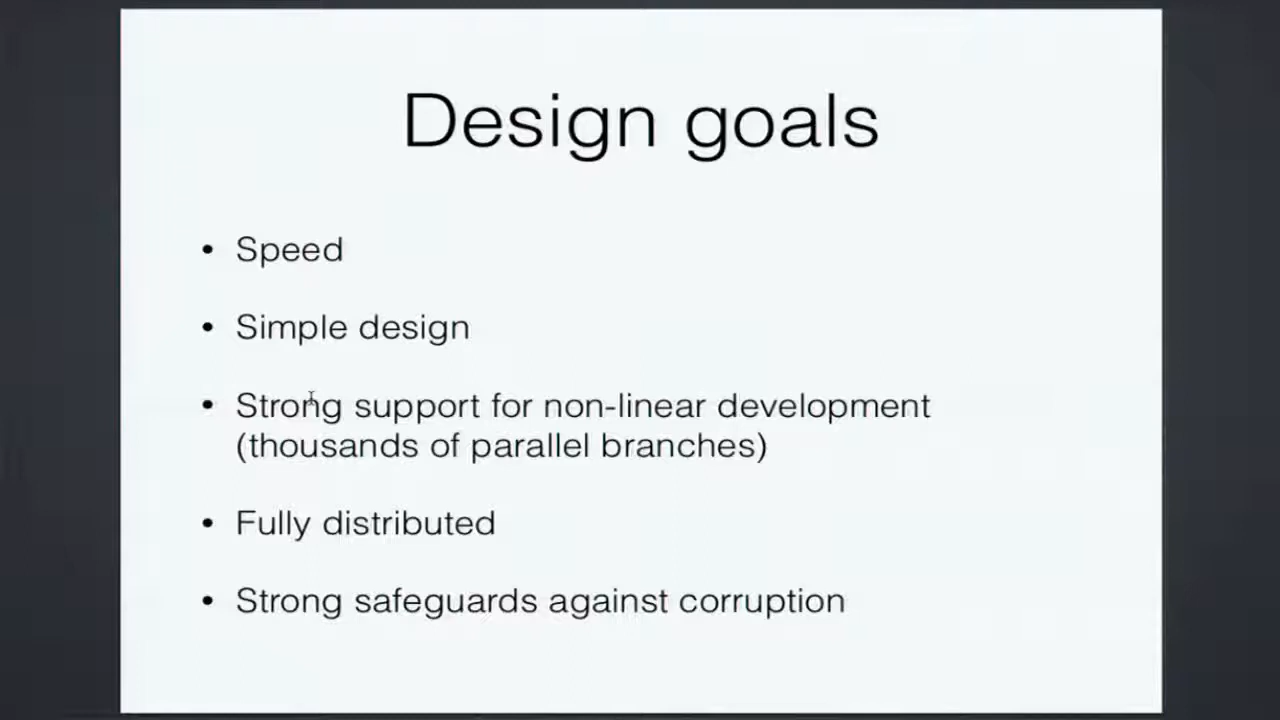 Design goals
• Speed
• Simple design
• Strong support for non-linear development
(thousands of parallel branches)
• Fully distributed
• Strong safeguards against corruption